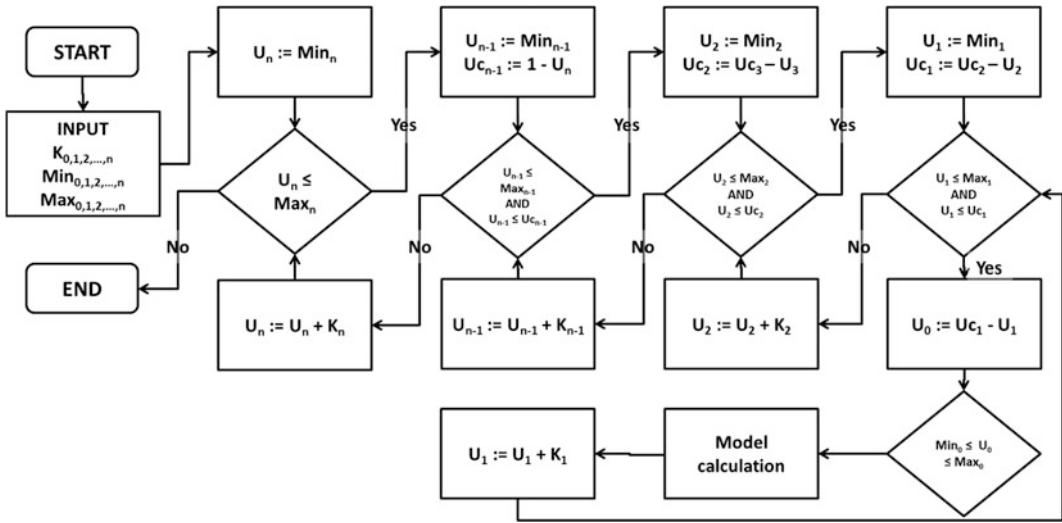 START
INPUT
K₀,₁,₂,...,ₙ
Min₀,₁,₂,...,ₙ
Max₀,₁,₂,...,ₙ
END
Uₙ := Minₙ
Uₙ ≤
Maxₙ
Yes
No
Uₙ := Uₙ + Kₙ
Uₙ₋₁ := Minₙ₋₁
Ucₙ₋₁ := 1 - Uₙ
Uₙ₋₁ ≤
Maxₙ₋₁
AND
Uₙ₋₁ ≤ Ucₙ₋₁
Yes
No
Uₙ₋₁ := Uₙ₋₁ + Kₙ₋₁
U₂ := Min₂
Uc₂ := Uc₃ – U₃
U₂ ≤ Max₂
AND
U₂ ≤ Uc₂
Yes
No
U₂ := U₂ + K₂
U₁ := Min₁
Uc₁ := Uc₂ – U₂
U₁ ≤ Max₁
AND
U₁ ≤ Uc₁
No
Yes
U₀ := Uc₁ - U₁
Min₀ ≤ U₀
≤ Max₀
Model
calculation
U₁ := U₁ + K₁